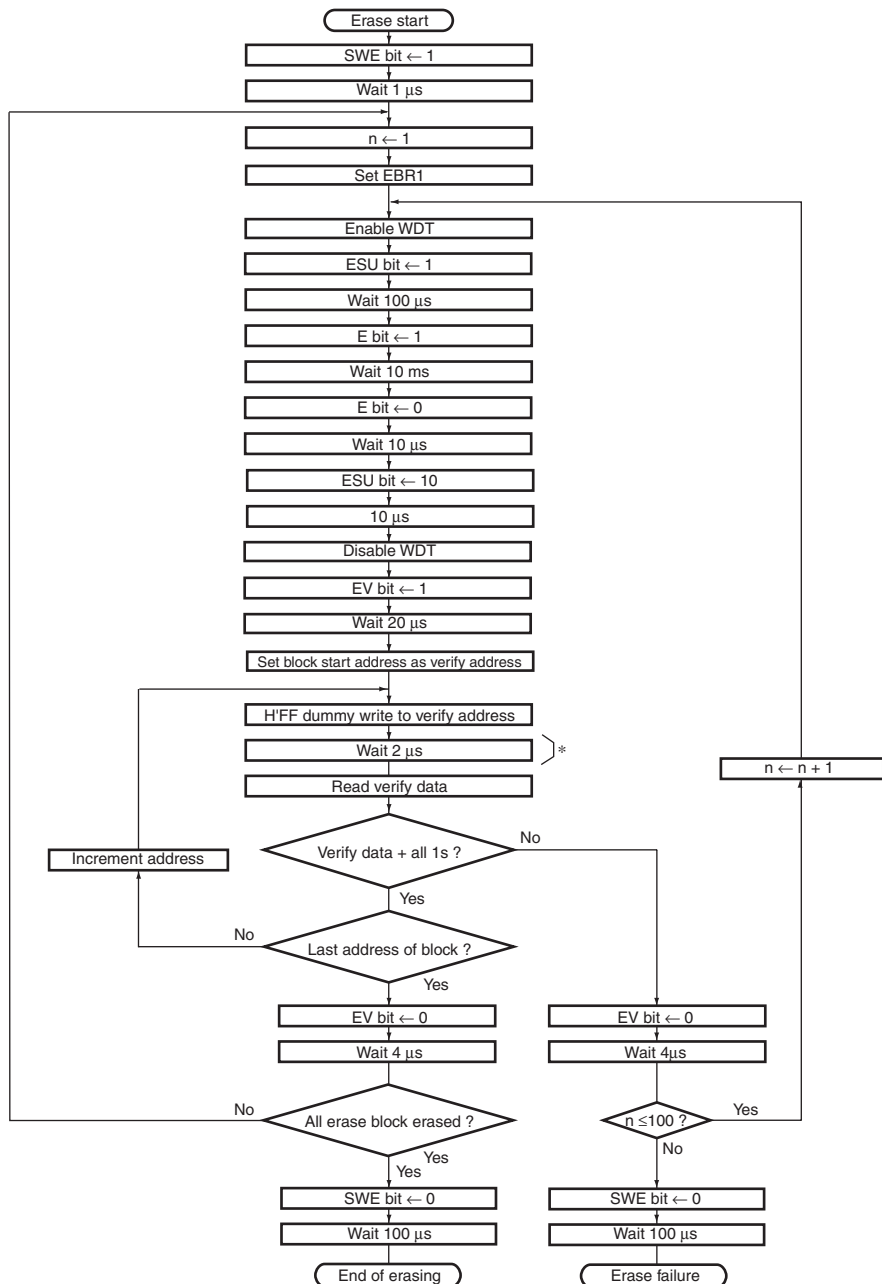 Erase start
SWE bit ← 1
Wait 1 μs
n ← 1
Set EBR1
Enable WDT
ESU bit ← 1
Wait 100 μs
E bit ← 1
Wait 10 ms
E bit ← 0
Wait 10 μs
ESU bit ← 10
10 μs
Disable WDT
EV bit ← 1
Wait 20 μs
Set block start address as verify address
H'FF dummy write to verify address
Wait 2 μs
*
n ← n + 1
Read verify data
No
Verify data + all 1s ?
Increment address
Yes
No
Last address of block ?
Yes
EV bit ← 0
EV bit ← 0
Wait 4 μs
Wait 4μs
No
All erase block erased ?
n ≤100 ?
Yes
Yes
Yes
No
SWE bit ← 0
SWE bit ← 0
Wait 100 μs
Wait 100 μs
End of erasing
Erase failure